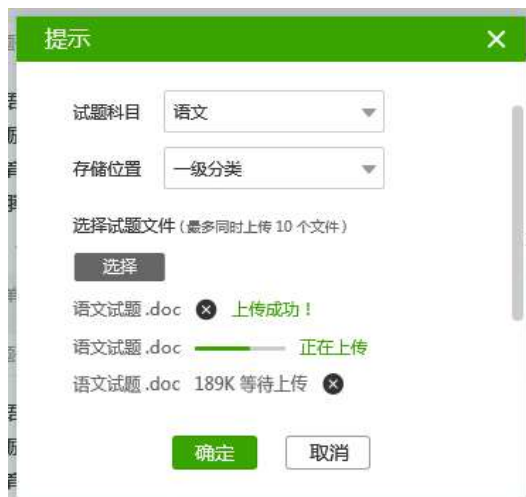 提示
试题科目 语文
存储位置 一级分类
选择试题文件(最多同时上传 10 个文件)
选择
语文试题.doc 上传成功!
语文试题.doc 正在上传
语文试题.doc 189K 等待上传
确定 取消